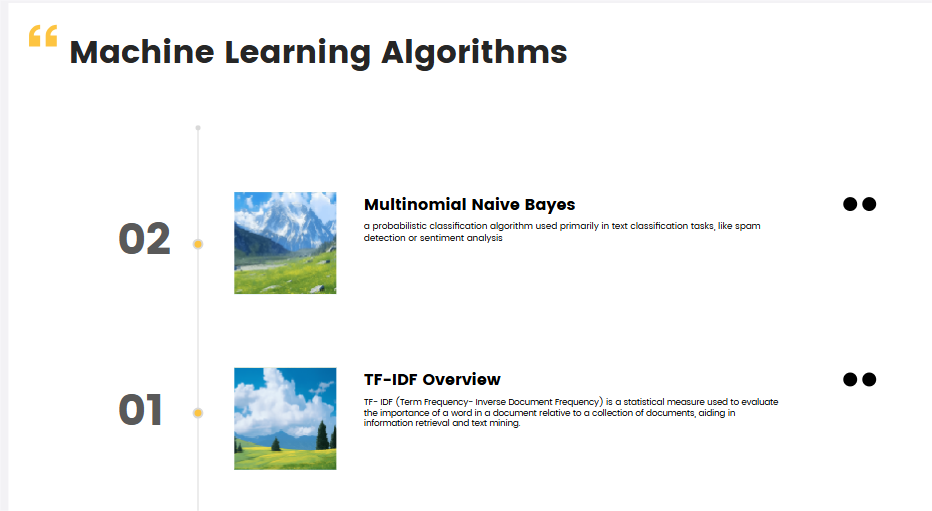 “ Machine Learning Algorithms
02
Multinomial Naive Bayes
a probabilistic classification algorithm used primarily in text classification tasks, like spam
detection or sentiment analysis
01
TF-IDF Overview
TF- IDF (Term Frequency- Inverse Document Frequency) is a statistical measure used to evaluate
the importance of a word in a document relative to a collection of documents, aiding in
information retrieval and text mining.